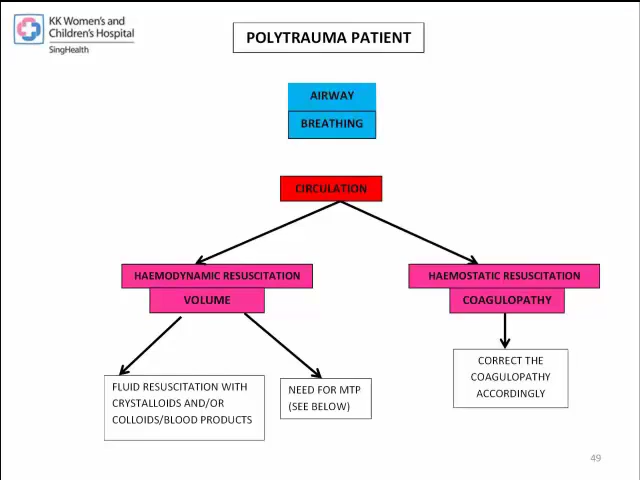 KK Women's and
Children's Hospital
SingHealth
POLYTRAUMA PATIENT
AIRWAY
BREATHING
CIRCULATION
HAEMODYNAMIC RESUSCITATION
VOLUME
HAEMOSTATIC RESUSCITATION
COAGULOPATHY
FLUID RESUSCITATION WITH
CRYSTALLOIDS AND/OR
COLLOIDS/BLOOD PRODUCTS
NEED FOR MTP
(SEE BELOW)
CORRECT THE
COAGULOPATHY
ACCORDINGLY
49